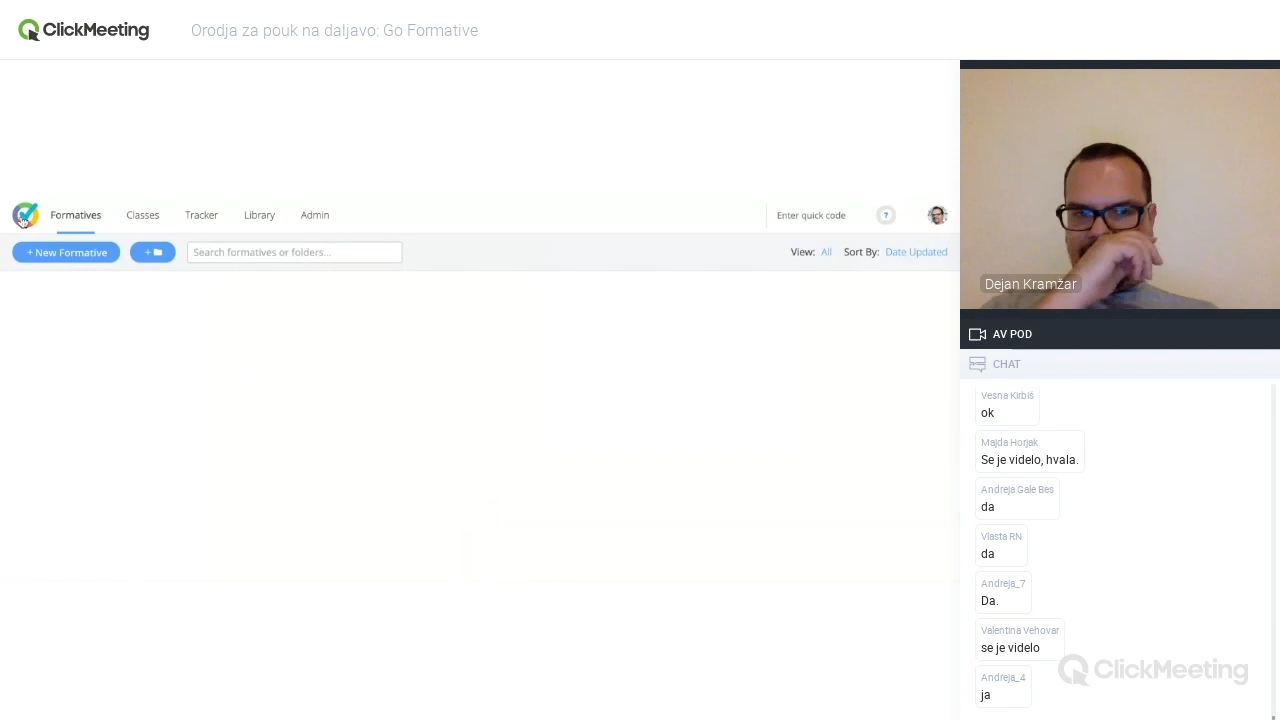 ClickMeeting
Orodja za pouk na daljavo: Go Formative
Formatives Classes Tracker Library Admin
Enter quick code ?
+ New Formative + Search formatives or folders...
View: All Sort By: Date Updated
Dejan Kramžar
AV POD
CHAT
Vesna Kirbiš
ok
Majda Horjak
Se je videlo, hvala.
Andreja Gale Bes
da
Vlasta RN
da
Andreja_7
Da.
Valentina Vehovar
se je videlo
ClickMeeting
Andreja_4
ja